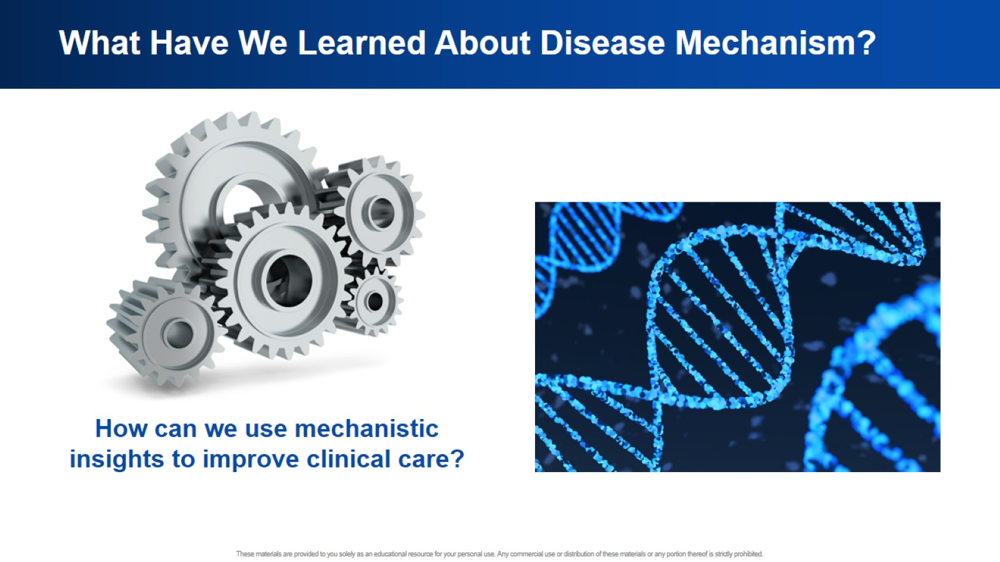 What Have We Learned About Disease Mechanism?
How can we use mechanistic
insights to improve clinical care?
These materials are provided to you solely as an educational resource for your personal use. Any commercial use or distribution of these materials or any portion thereof is strictly prohibited.